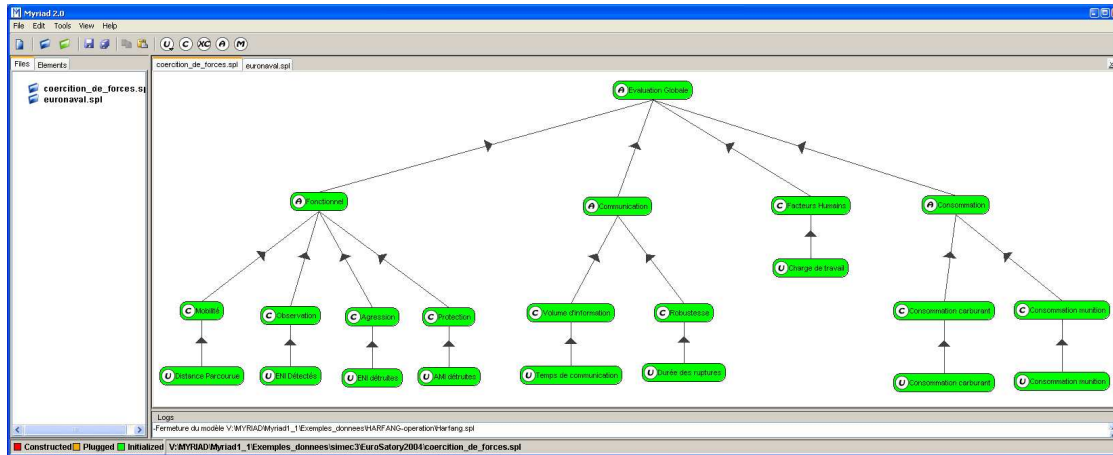 Myriad 2.0
File Edit Tools View Help
U C XC A M
Files Elements
coercition_de_forces.spl euronaval.spl
coercition_de_forces.sp
euronaval.spl
A Evaluation Globale
A Fonctionnel
A Communication
C Facteurs Humains
A Consommation
U Charge de travail
C Mobilité
C Observation
C Agression
C Protection
C Volume d'information
C Robustesse
C Consommation carburant
C Consommation munition
U Distance Parcourue
U ENI Détectés
U ENI détruites
U AMI détruites
U Temps de communication
U Durée des ruptures
U Consommation carburant
U Consommation munition
Logs
-Fermeture du modèle V:\MYRIAD\Myriad1_1\Exemples_donnees\HARFANG-operation\Harfang.spl
Constructed Plugged Initialized V:\MYRIAD\Myriad1_1\Exemples_donnees\simec3\EuroSatory2004\coercition_de_forces.spl